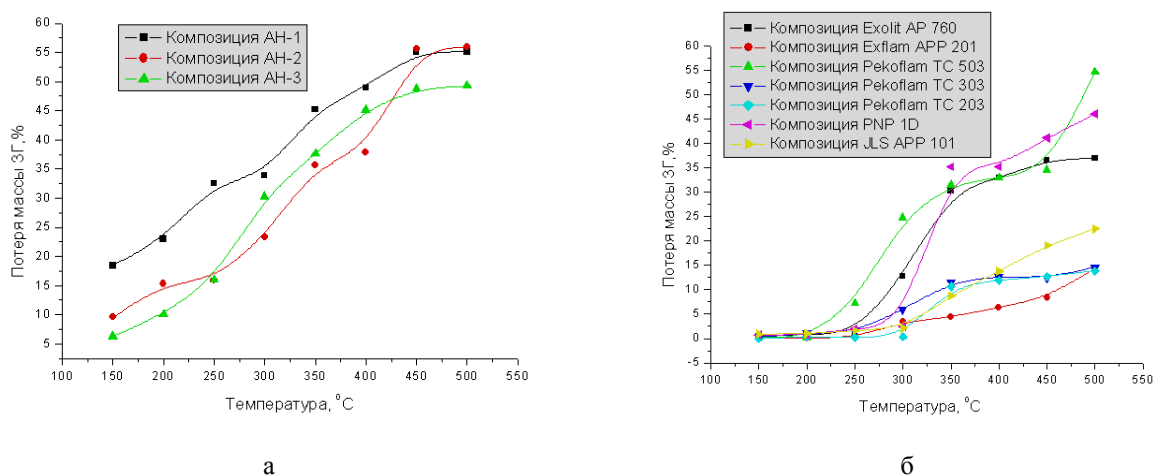 60
55
50
45
40
35
30
25
20
15
10
5
Потеря массы ЗГ,%
Композиция АН-1
Композиция АН-2
Композиция АН-3
100 150 200 250 300 350 400 450 500 550
Температура, ⁰С
а
Композиция Exolit AP 760
Композиция Exflam APP 201
Композиция Pekoflam TC 503
Композиция Pekoflam TC 303
Композиция Pekoflam TC 203
Композиция PNP 1D
Композиция JLS APP 101
60
55
50
45
40
35
30
25
20
15
10
5
0
-5
Потеря массы ЗГ,%
100 150 200 250 300 350 400 450 500 550
Температура, ⁰С
б